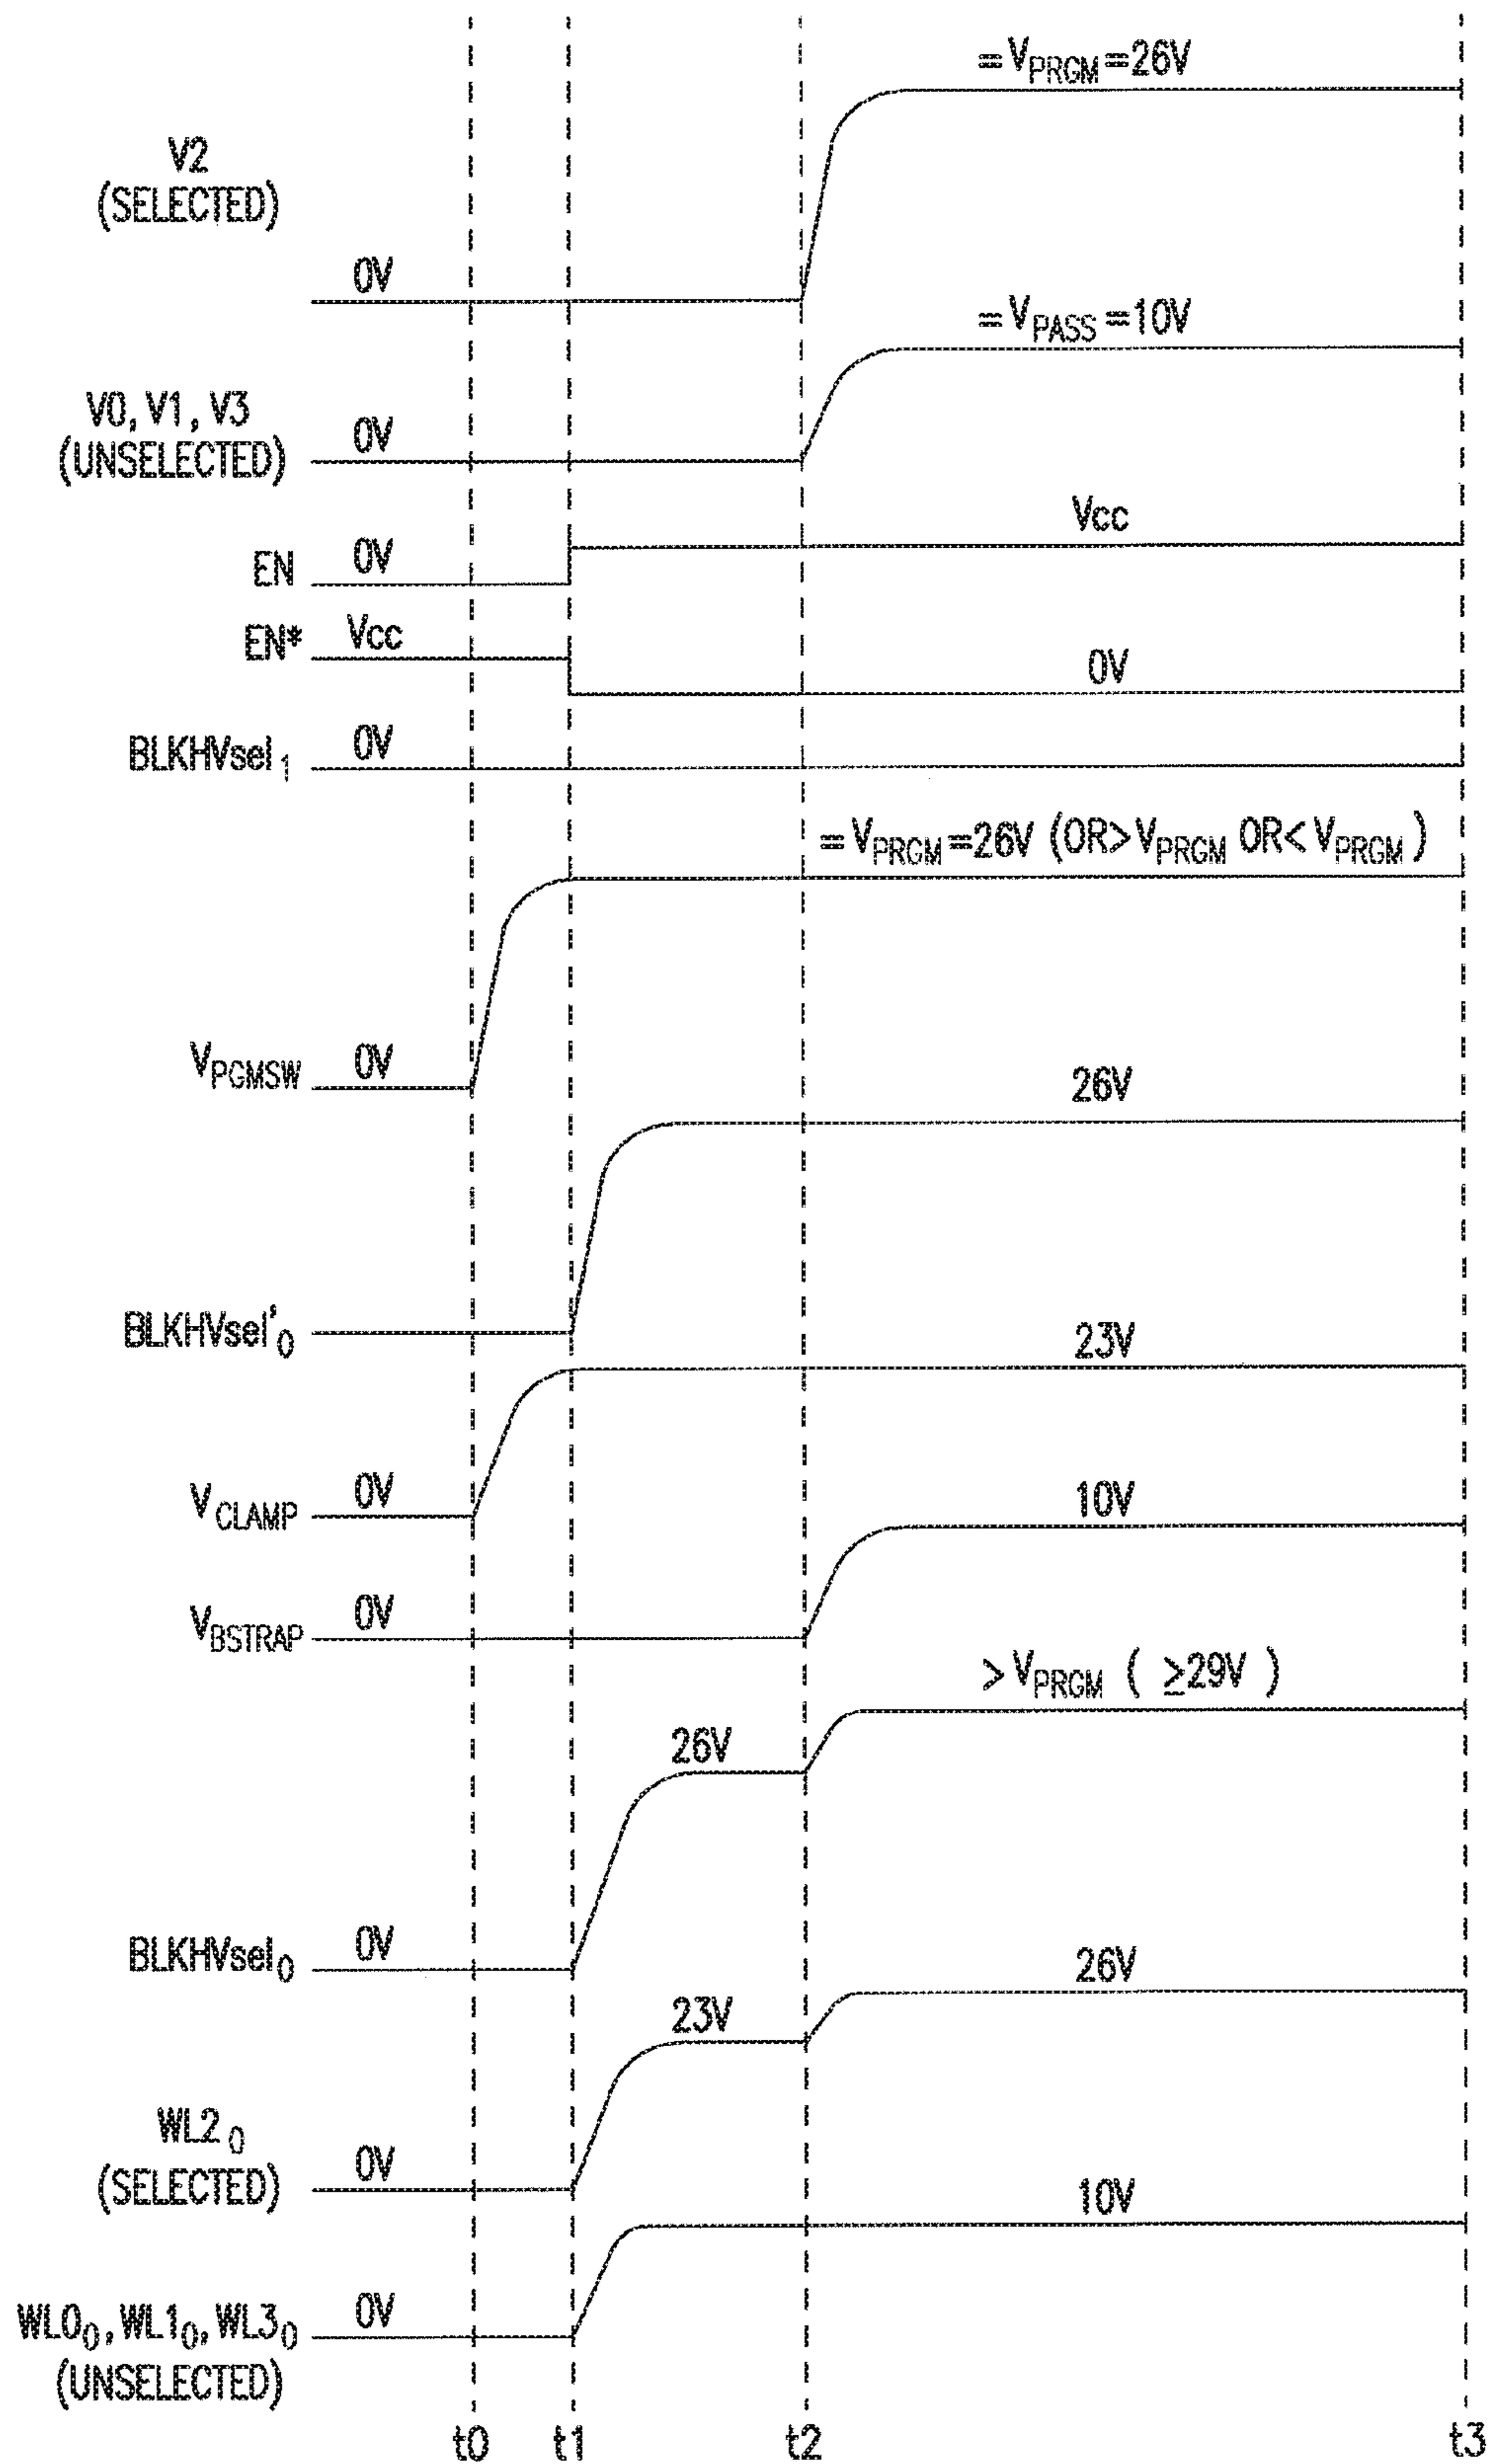 =VPRGM=26V
V2
(SELECTED)
0V
=VPASS=10V
V0, V1, V3
(UNSELECTED)
0V
Vcc
EN 0V
EN* Vcc
0V
BLKHVsel1 0V
=VPRGM=26V (OR>VPRGM OR<VPRGM)
VPGMSW 0V
26V
BLKHVsel'0
23V
VCLAMP 0V
10V
VBSTRAP 0V
>VPRGM ( ≥29V )
26V
BLKHVsel0 0V
26V
23V
WL20
(SELECTED)
0V
10V
WL00, WL10, WL30
(UNSELECTED)
0V
t0 t1 t2 t3